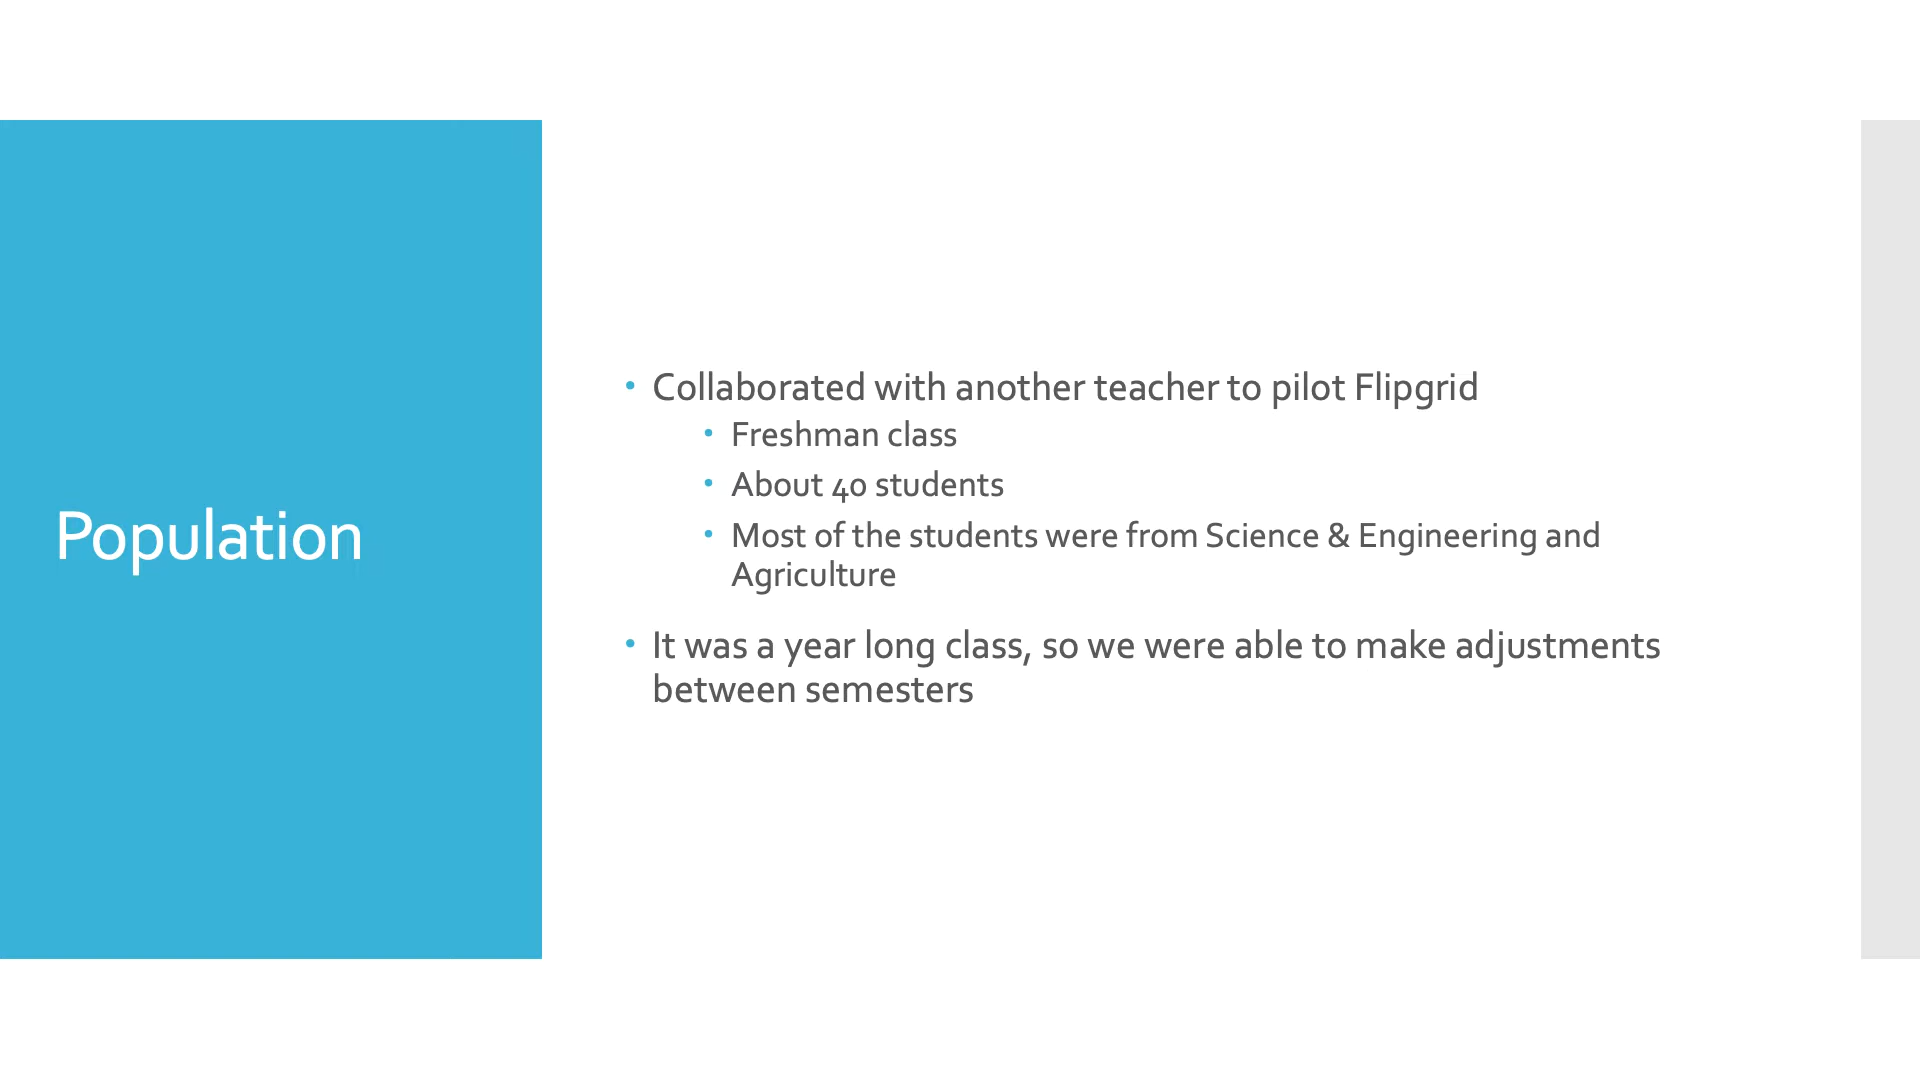 Population
• Collaborated with another teacher to pilot Flipgrid
• Freshman class
• About 40 students
• Most of the students were from Science & Engineering and
Agriculture
• It was a year long class, so we were able to make adjustments
between semesters